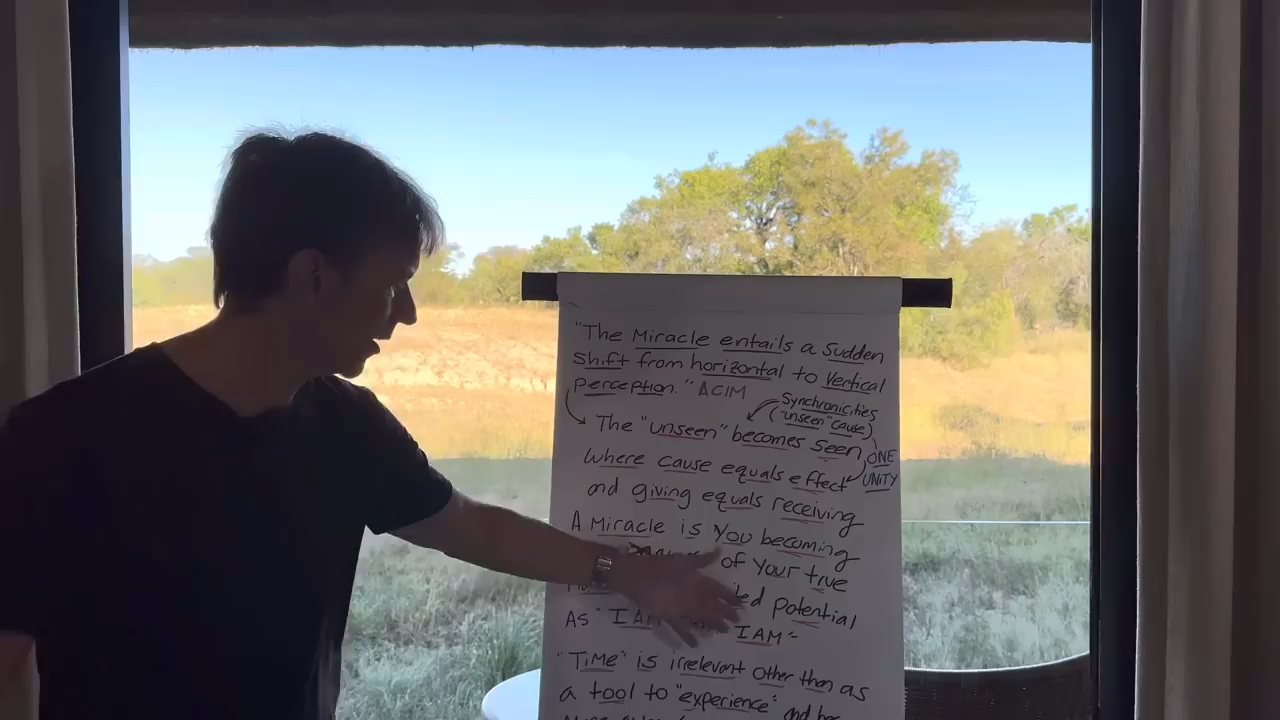 "The Miracle entails a Sudden
Shift from horizontal to Vertical
perception." ACIM
Synchronicities
("unseen" cause)
The "unseen" becomes seen
ONE
UNITY
Where cause equals effect
and giving equals receiving
A Miracle is You becoming
of Your true
potential
As "I AM
I AM"
"TiME" is irrelevant other than as
a tool to "experience" and